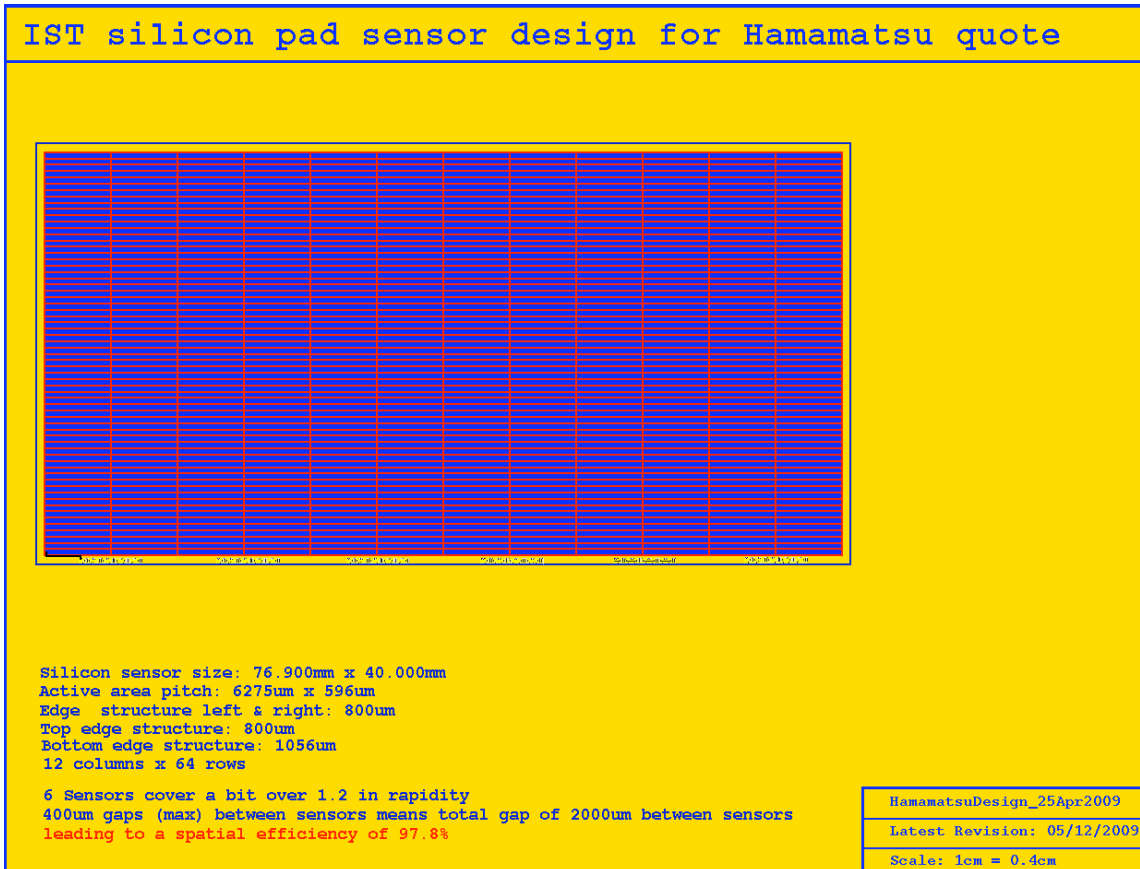 IST silicon pad sensor design for Hamamatsu quote
Silicon sensor size: 76.900mm x 40.000mm
Active area pitch: 6275um x 596um
Edge  structure left & right: 800um
Top edge structure: 800um
Bottom edge structure: 1056um
12 columns x 64 rows
6 Sensors cover a bit over 1.2 in rapidity
400um gaps (max) between sensors means total gap of 2000um between sensors
leading to a spatial efficiency of 97.8%
HamamatsuDesign_25Apr2009
Latest Revision: 05/12/2009
Scale: 1cm = 0.4cm